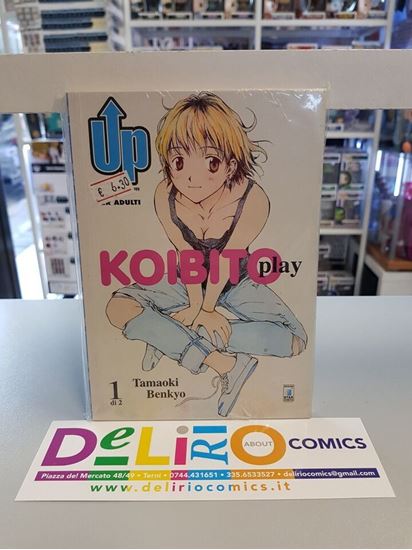 Up
€ 6.30
ADULTI
KOIBITO
play
1
di 2
Tamaoki
Benkyo
STAR
DeLiRiO ABOUT COMICS
Piazza del Mercato 48/49 • Terni • 0744.431651 • 335.6533527 • deliriocomics@gmail.com
www.deliriocomics.it